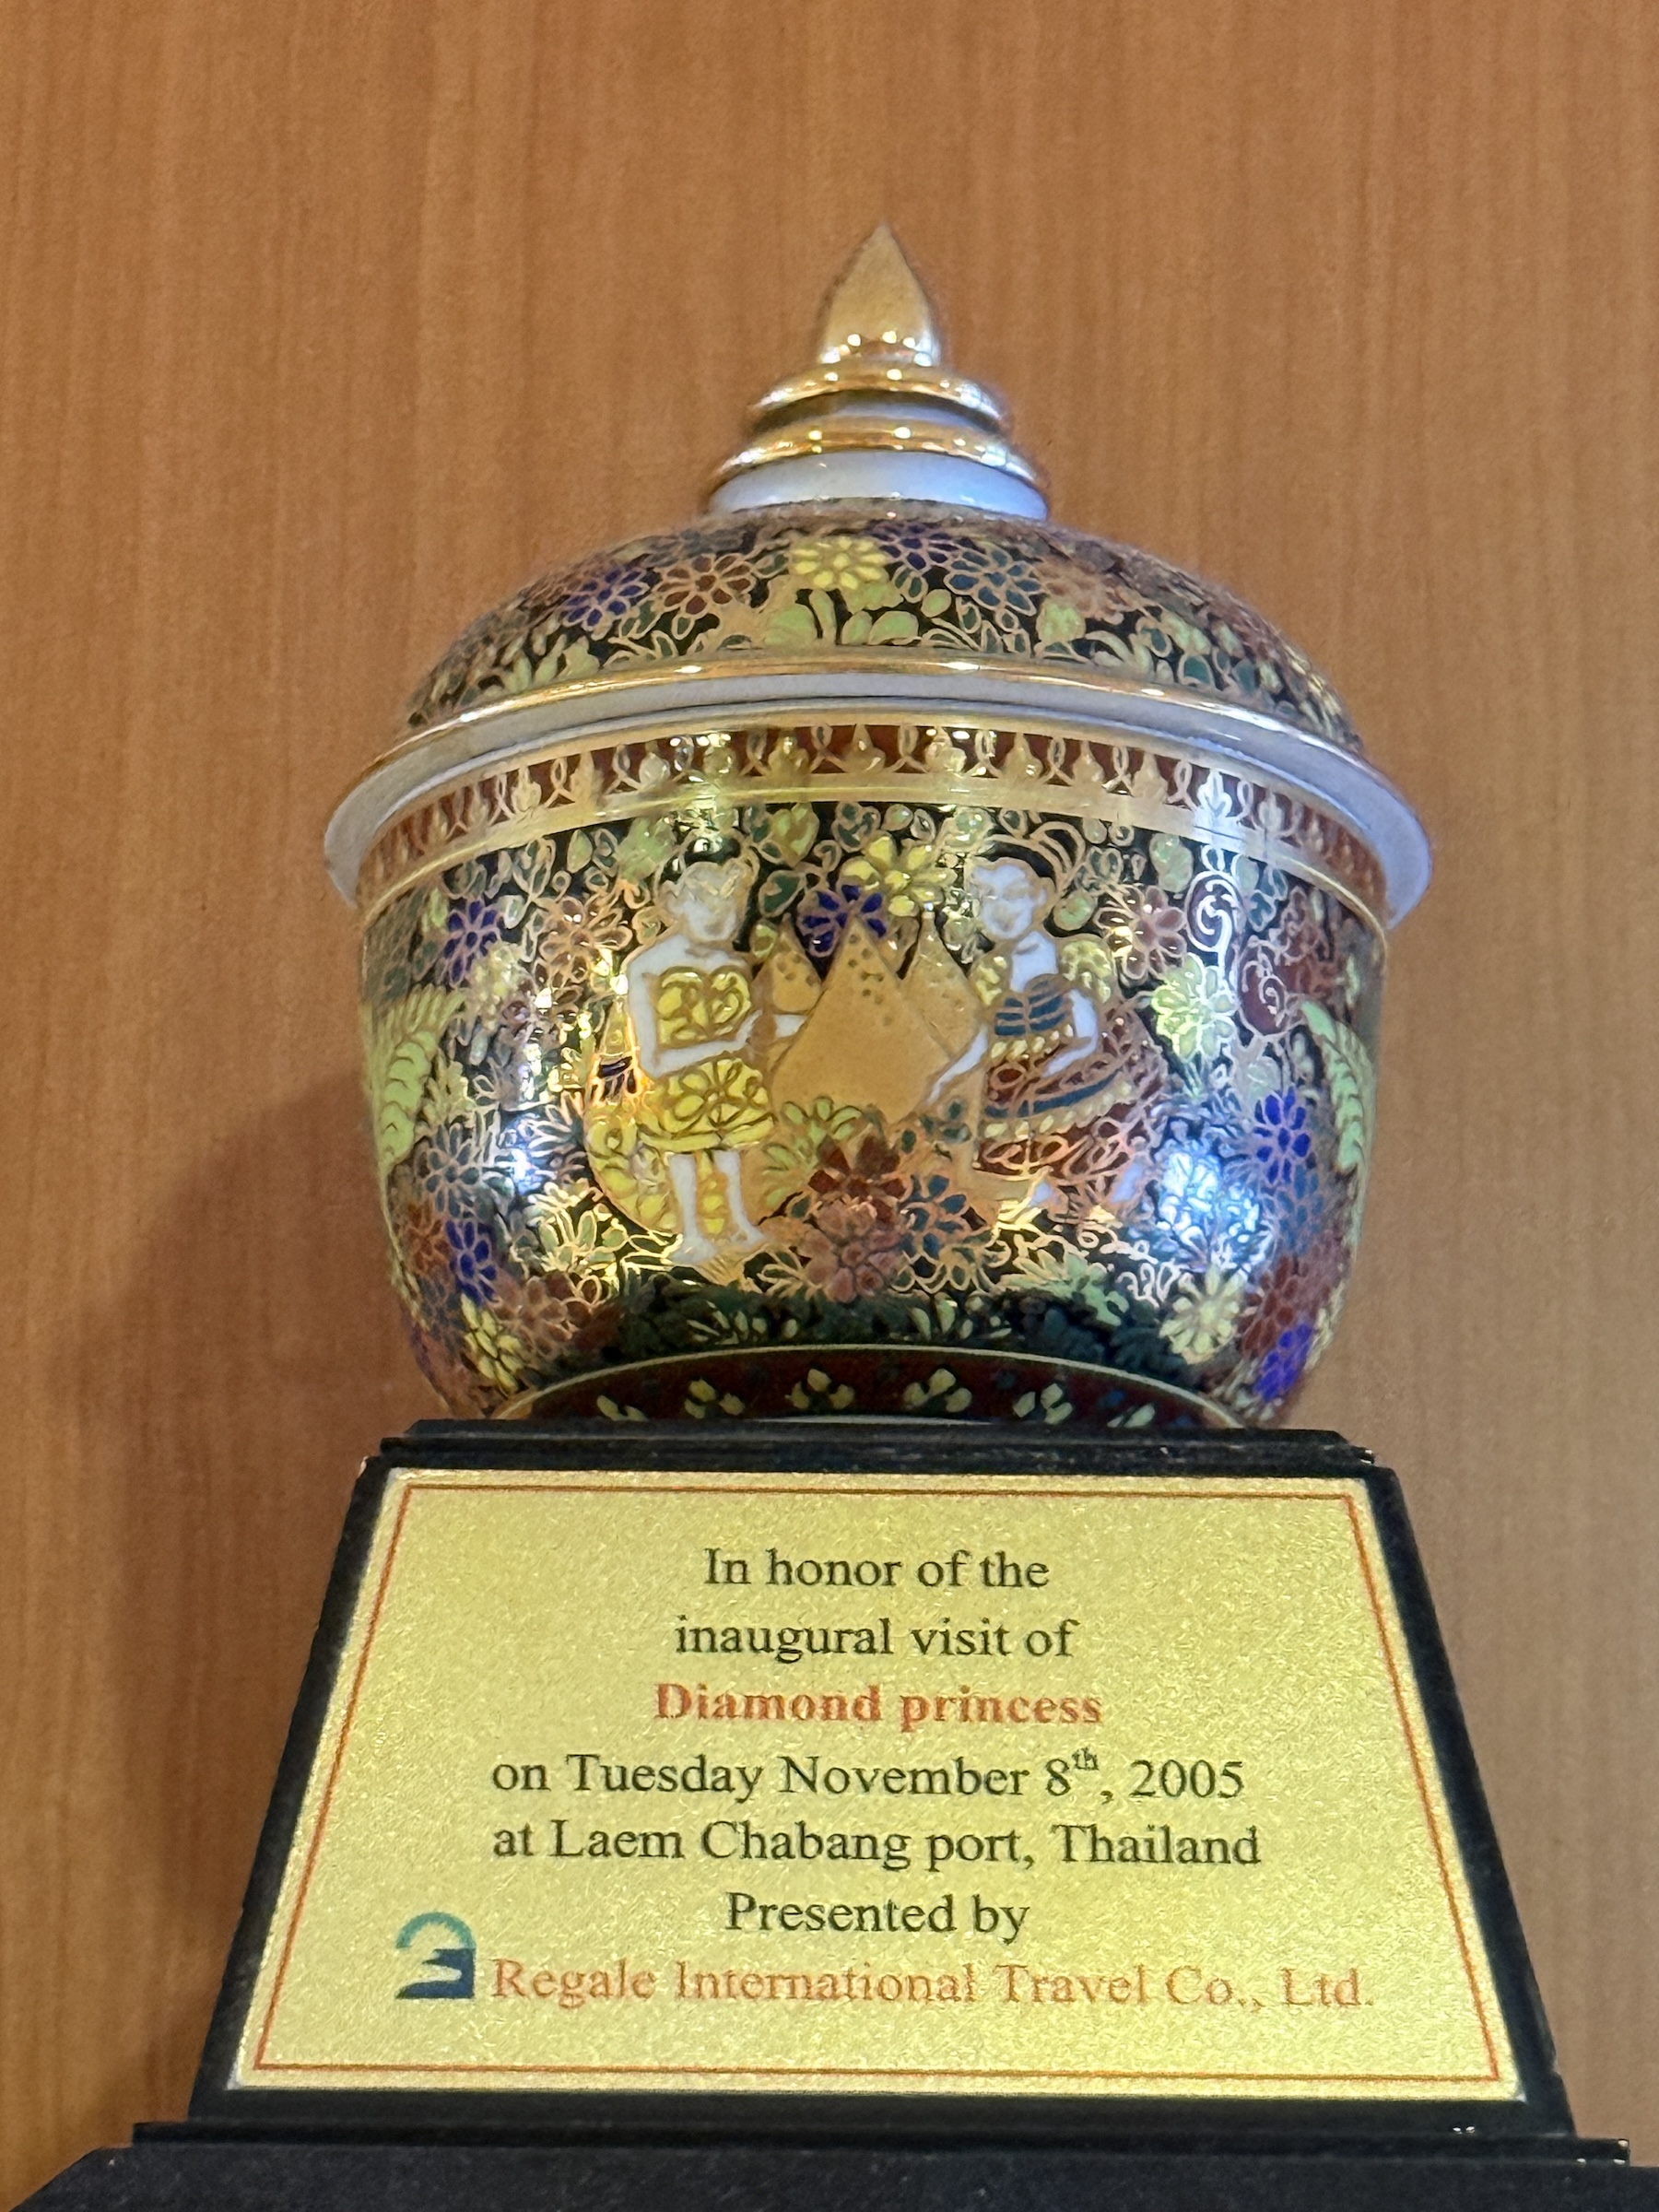 In honor of the
inaugural visit of
Diamond princess
on Tuesday November 8th, 2005
at Laem Chabang port, Thailand
Presented by
Regale International Travel Co., Ltd.